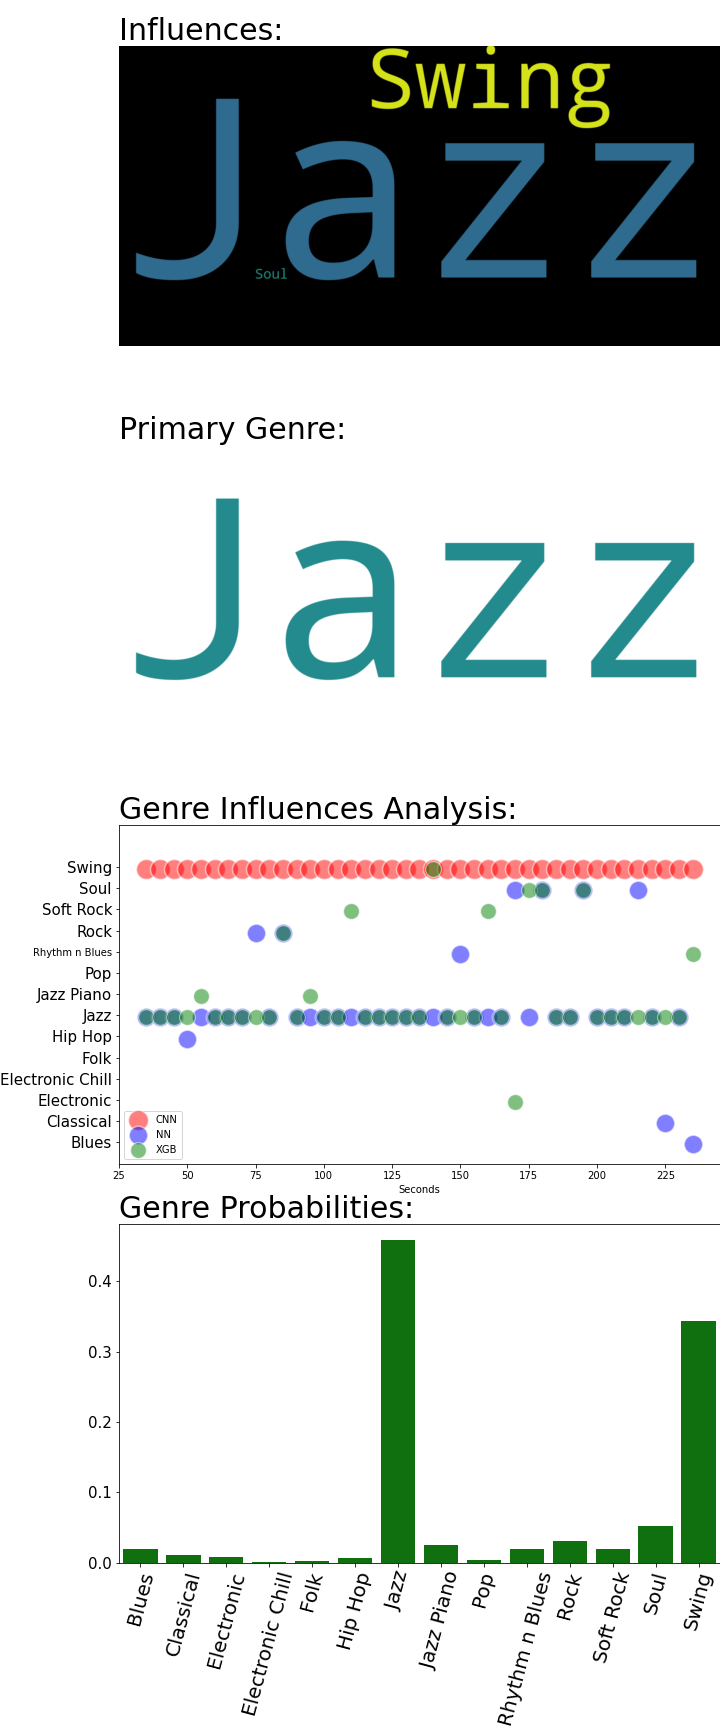 Influences:
Swing
Jazz
Soul
Primary Genre:
Jazz
Genre Influences Analysis:
Swing
Soul
Soft Rock
Rock
Rhythm n Blues
Pop
Jazz Piano
Jazz
Hip Hop
Folk
Electronic Chill
Electronic
Classical
Blues
CNN
NN
XGB
25 50 75 100 125 150 175 200 225
Seconds
Genre Probabilities:
0.4
0.3
0.2
0.1
0.0
Blues Classical Electronic Electronic Chill Folk Hip Hop Jazz Jazz Piano Pop Rhythm n Blues Rock Soft Rock Soul Swing